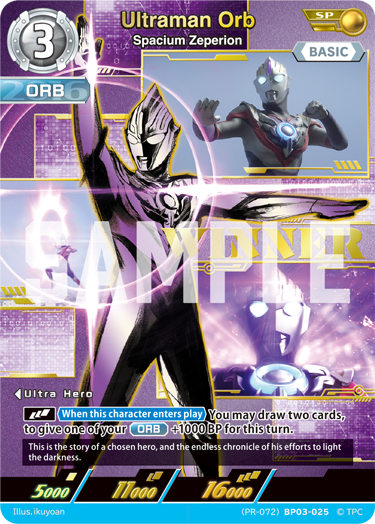 Ultraman Orb
SP
Spacium Zeperion
3
BASIC
ORB
WINNER
SAMPLE
Ultra Hero
When this character enters play You may draw two cards,
to give one of your ORB +1000 BP for this turn.
This is the story of a chosen hero, and the endless chronicle of his efforts to light
the darkness.
5000 11000 16000
Illus.ikuyoan (PR-072) BP03-025 © TPC